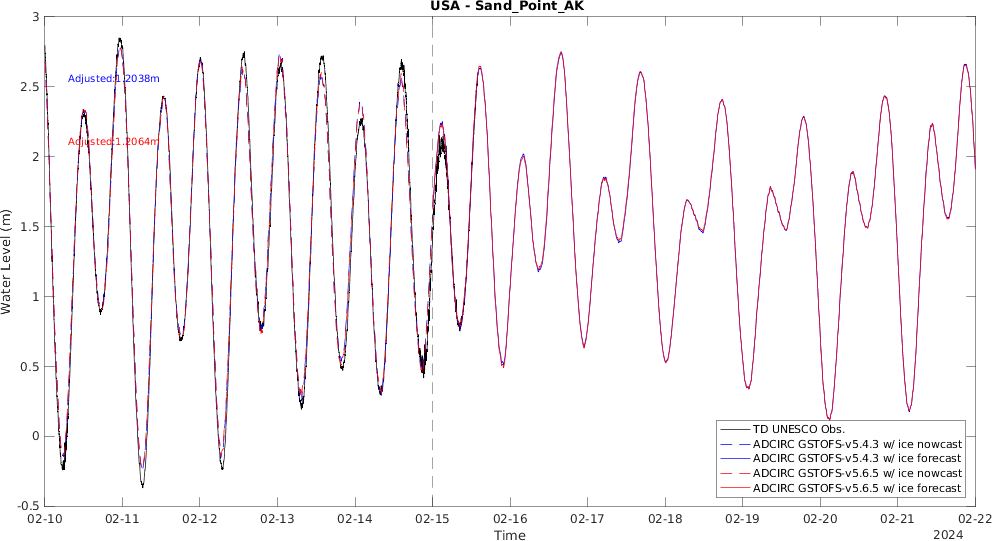 USA - Sand_Point_AK
3
2.5
2
1.5
1
0.5
0
-0.5
Water Level (m)
Adjusted:1.2038m
Adjusted:1.2064m
TD UNESCO Obs.
ADCIRC GSTOFS-v5.4.3 w/ ice nowcast
ADCIRC GSTOFS-v5.4.3 w/ ice forecast
ADCIRC GSTOFS-v5.6.5 w/ ice nowcast
ADCIRC GSTOFS-v5.6.5 w/ ice forecast
02-10 02-11 02-12 02-13 02-14 02-15 02-16 02-17 02-18 02-19 02-20 02-21 02-22
Time
2024